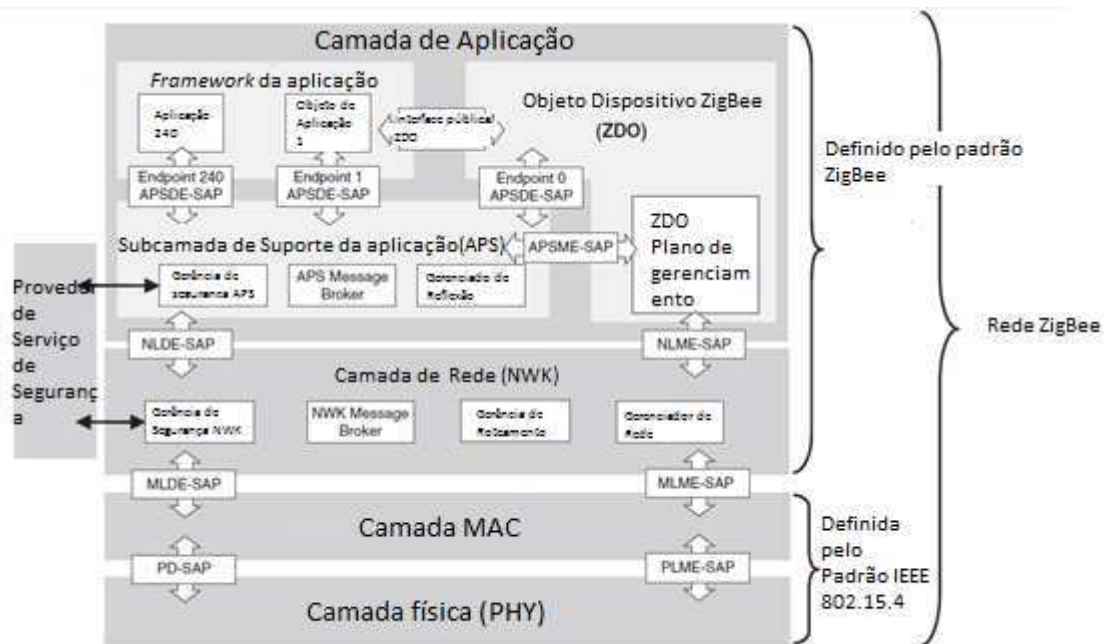 Camada de Aplicação
Framework da aplicação
Aplicação
240
Objeto de
Aplicação
1
Interface pública
ZDO
Objeto Dispositivo ZigBee
(ZDO)
Endpoint 240
APSDE-SAP
Endpoint 1
APSDE-SAP
Endpoint 0
APSDE-SAP
Definido pelo padrão
ZigBee
Subcamada de Suporte da aplicação(APS)
APSME-SAP
ZDO
Plano de
gerenciam
ento
Gerência de
segurança APS
APS Message
Broker
Gerenciado de
Reflexão
Provedor
de
Serviço
de
Seguranç
a
NLDE-SAP
NLME-SAP
Rede ZigBee
Camada de Rede (NWK)
Gerência de
Segurança NWK
NWK Message
Broker
Gerência de
Roteamento
Gerenciador de
Rede
MLDE-SAP
MLME-SAP
Camada MAC
Definida
pelo
Padrão IEEE
802.15.4
PD-SAP
PLME-SAP
Camada física (PHY)